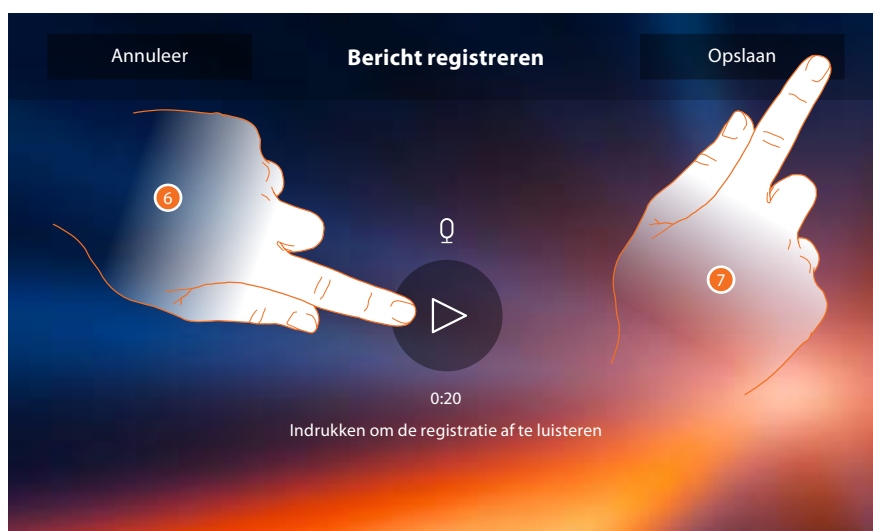 Annuleer
Bericht registreren
Opslaan
6
7
0:20
Indrukken om de registratie af te luisteren